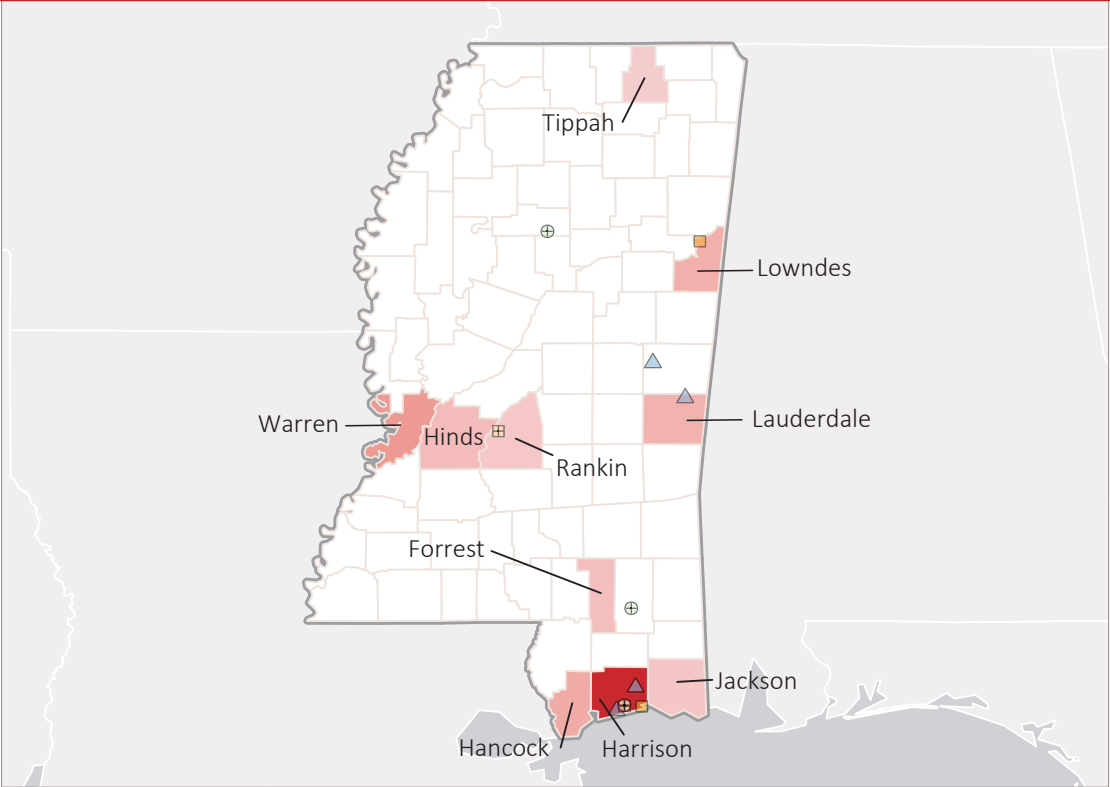 Tippah
Lowndes
Warren
Hinds
Lauderdale
Rankin
Forrest
Jackson
Hancock
Harrison